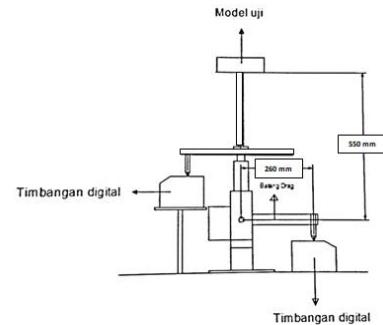 Model uji
550 mm
260 mm
Batang Drag
Timbangan digital
Timbangan digital